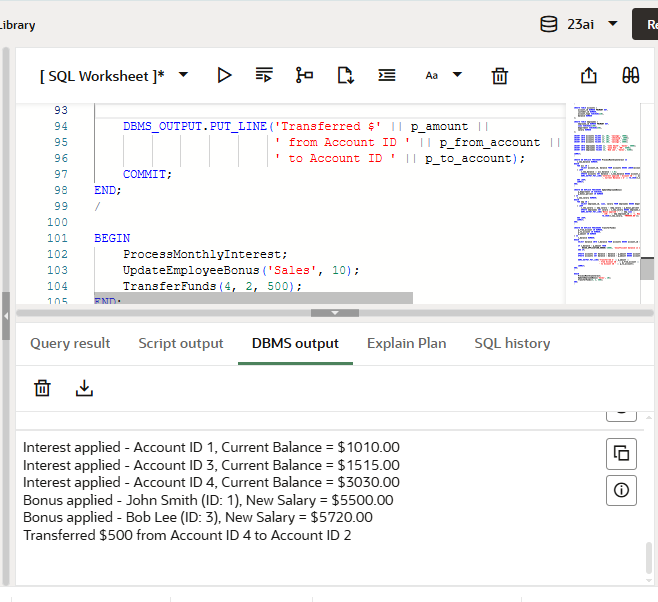 Library
23ai
Re
[ SQL Worksheet ]*
Aa
93
94 DBMS_OUTPUT.PUT_LINE('Transferred $' || p_amount ||
95 ' from Account ID ' || p_from_account ||
96 ' to Account ID ' || p_to_account);
97 COMMIT;
98 END;
99 /
100
101 BEGIN
102 ProcessMonthlyInterest;
103 UpdateEmployeeBonus('Sales', 10);
104 TransferFunds(4, 2, 500);
105 END;
Query result
Script output
DBMS output
Explain Plan
SQL history
Interest applied - Account ID 1, Current Balance = $1010.00
Interest applied - Account ID 3, Current Balance = $1515.00
Interest applied - Account ID 4, Current Balance = $3030.00
Bonus applied - John Smith (ID: 1), New Salary = $5500.00
Bonus applied - Bob Lee (ID: 3), New Salary = $5720.00
Transferred $500 from Account ID 4 to Account ID 2